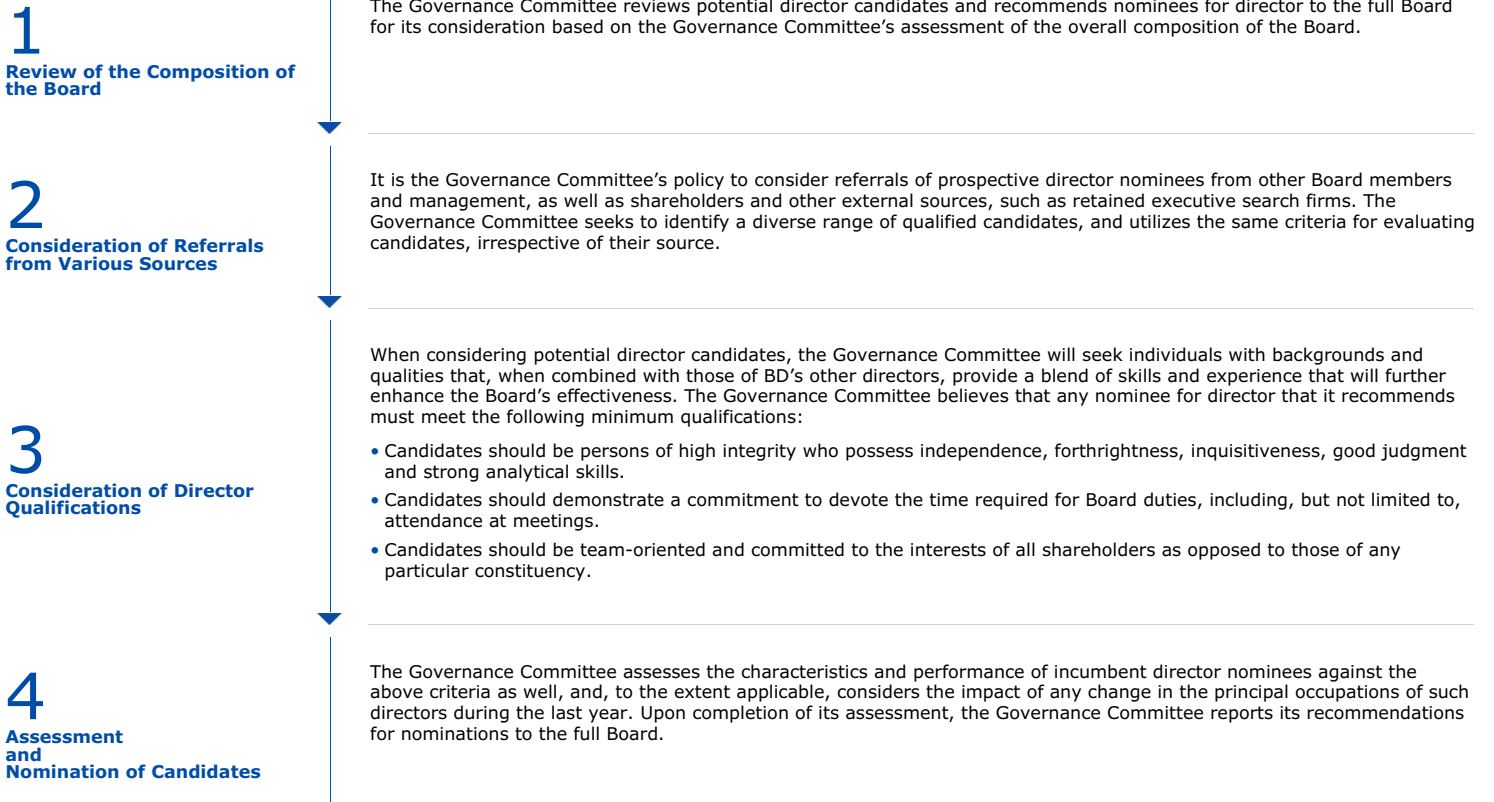 1
Review of the Composition of
the Board
The Governance Committee reviews potential director candidates and recommends nominees for director to the full Board
for its consideration based on the Governance Committee’s assessment of the overall composition of the Board.
2
Consideration of Referrals
from Various Sources
It is the Governance Committee’s policy to consider referrals of prospective director nominees from other Board members
and management, as well as shareholders and other external sources, such as retained executive search firms. The
Governance Committee seeks to identify a diverse range of qualified candidates, and utilizes the same criteria for evaluating
candidates, irrespective of their source.
3
Consideration of Director
Qualifications
When considering potential director candidates, the Governance Committee will seek individuals with backgrounds and
qualities that, when combined with those of BD’s other directors, provide a blend of skills and experience that will further
enhance the Board’s effectiveness. The Governance Committee believes that any nominee for director that it recommends
must meet the following minimum qualifications:
• Candidates should be persons of high integrity who possess independence, forthrightness, inquisitiveness, good judgment
and strong analytical skills.
• Candidates should demonstrate a commitment to devote the time required for Board duties, including, but not limited to,
attendance at meetings.
• Candidates should be team-oriented and committed to the interests of all shareholders as opposed to those of any
particular constituency.
4
Assessment
and
Nomination of Candidates
The Governance Committee assesses the characteristics and performance of incumbent director nominees against the
above criteria as well, and, to the extent applicable, considers the impact of any change in the principal occupations of such
directors during the last year. Upon completion of its assessment, the Governance Committee reports its recommendations
for nominations to the full Board.